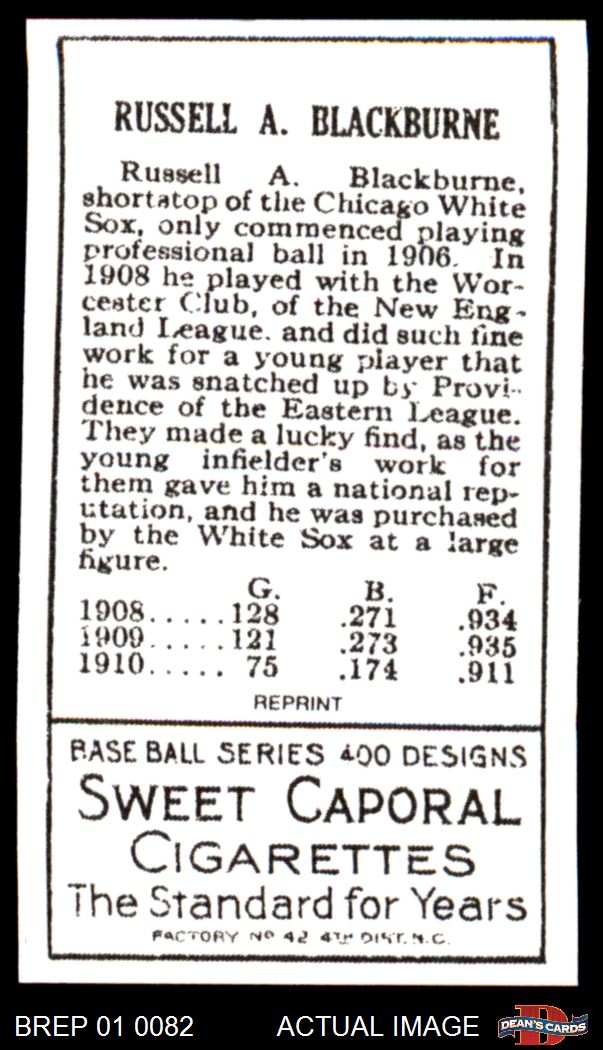 RUSSELL A. BLACKBURNE
Russell A. Blackburne,
shortstop of the Chicago White
Sox, only commenced playing
professional ball in 1906. In
1908 he played with the Wor-
cester Club, of the New Eng-
land League. and did such fine
work for a young player that
he was snatched up by Provi-
dence of the Eastern League.
They made a lucky find, as the
young infielder's work for
them gave him a national rep-
utation, and he was purchased
by the White Sox at a large
figure.
G. B. F.
1908..... 128 .271 .934
1909..... 121 .273 .935
1910..... 75 .174 .911
REPRINT
BASE BALL SERIES 400 DESIGNS
SWEET CAPORAL
CIGARETTES
The Standard for Years
FACTORY Nº 42 4TH DIST. N.C.
BREP 01 0082 ACTUAL IMAGE DEAN'S CARDS